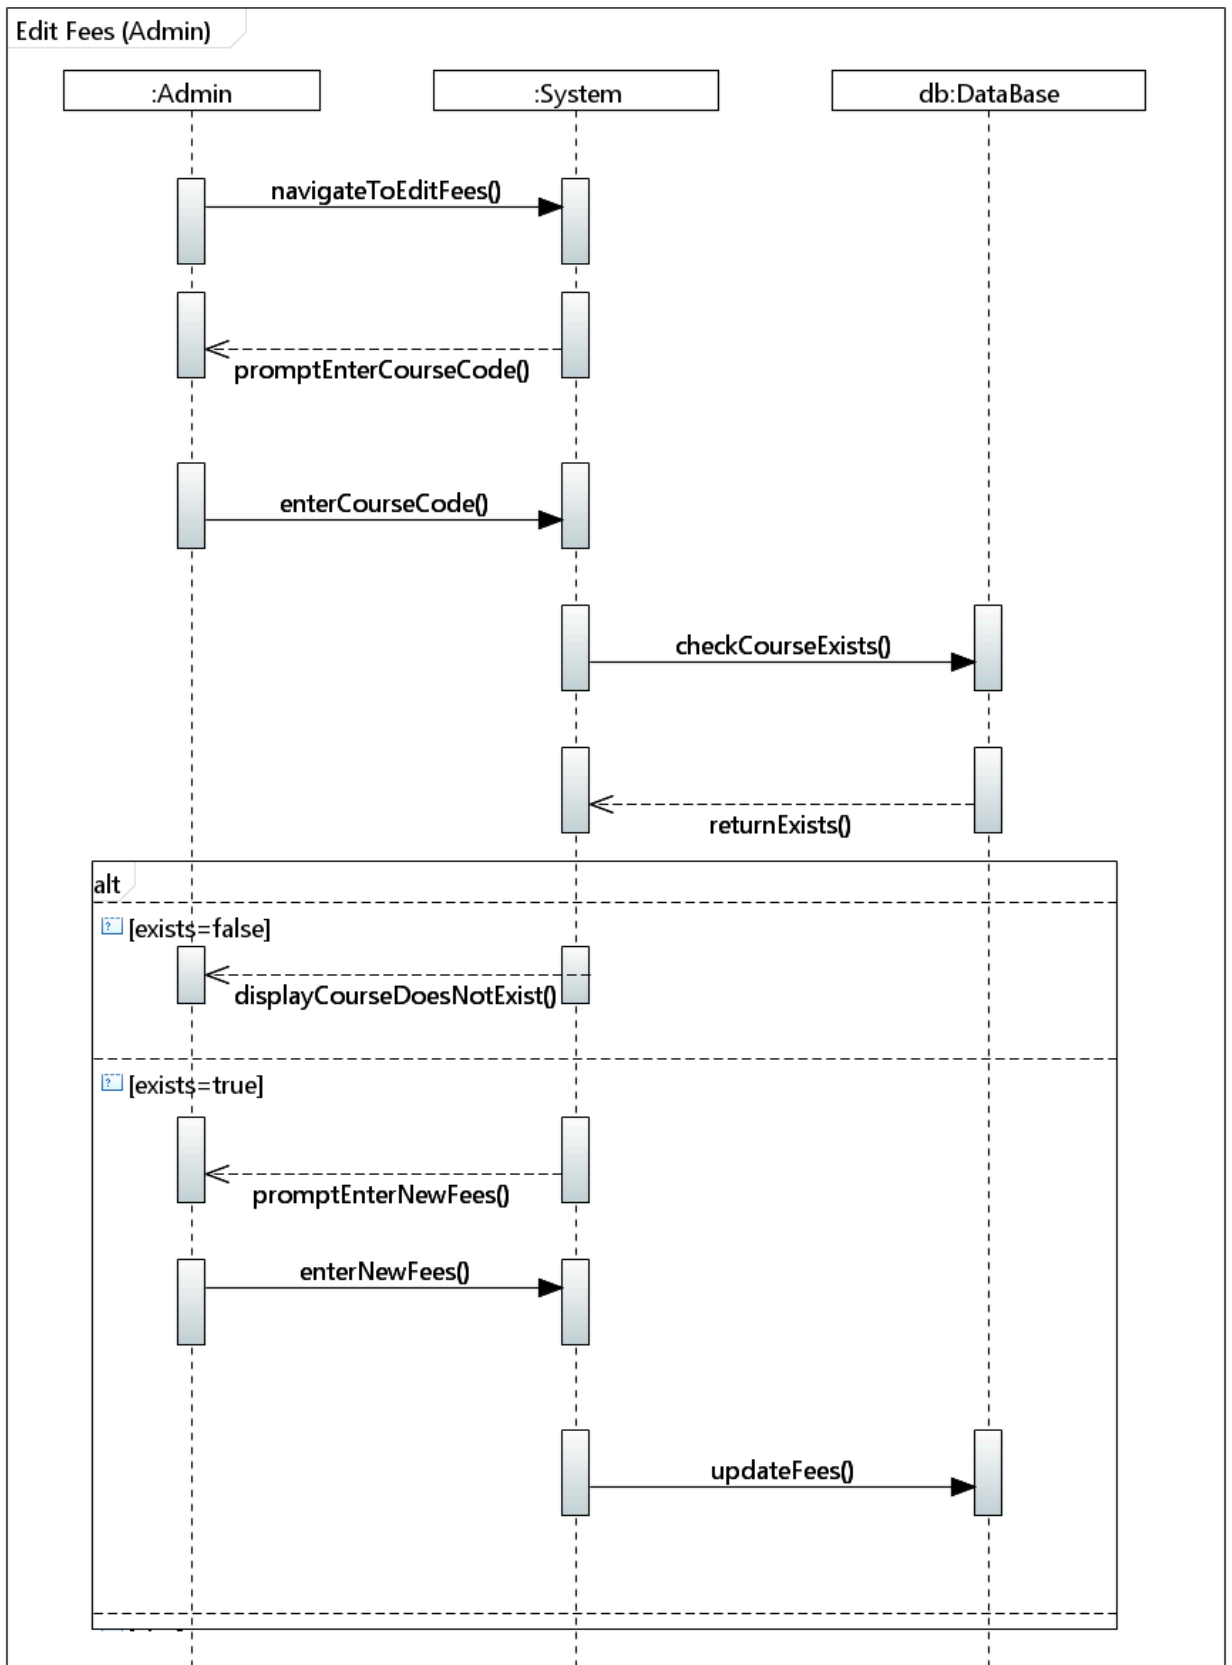 Edit Fees (Admin)
:Admin
:System
db:DataBase
navigateToEditFees()
promptEnterCourseCode()
enterCourseCode()
checkCourseExists()
returnExists()
alt
[exists=false]
displayCourseDoesNotExist()
[exists=true]
promptEnterNewFees()
enterNewFees()
updateFees()